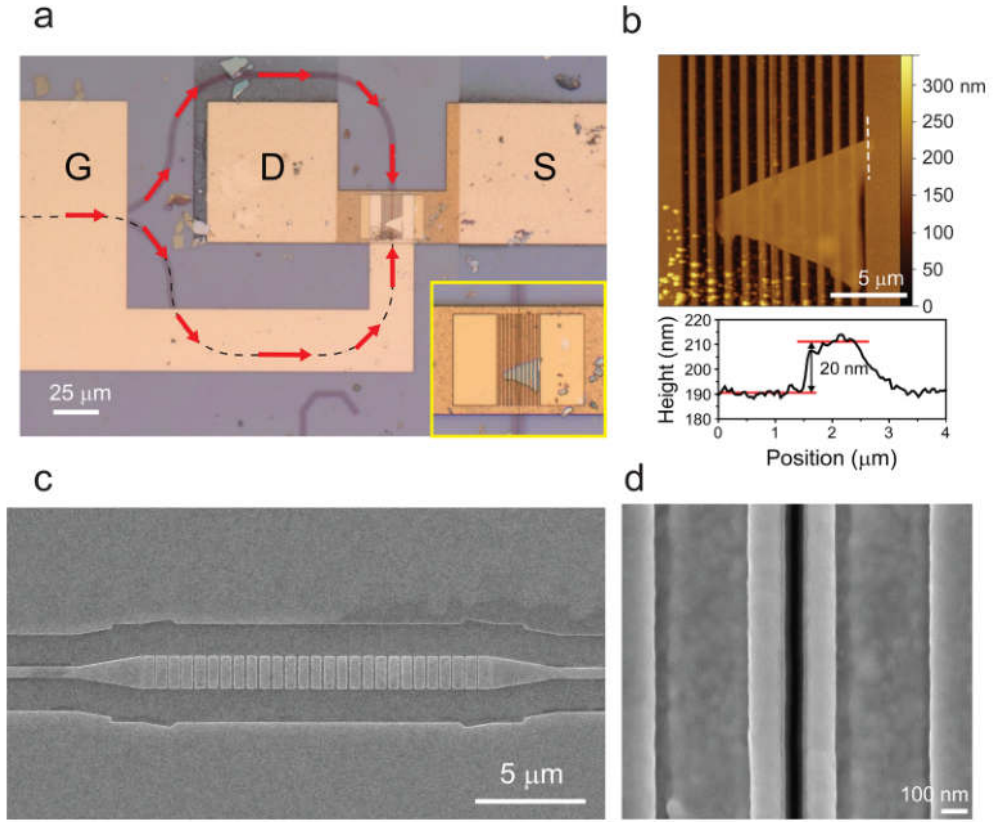 a
G
D
S
25 μm
b
300 nm
250
200
150
100
50
0
5 μm
Height (nm)
220
210
200
190
180
20 nm
0
1
2
3
4
Position (μm)
c
5 μm
d
100 nm